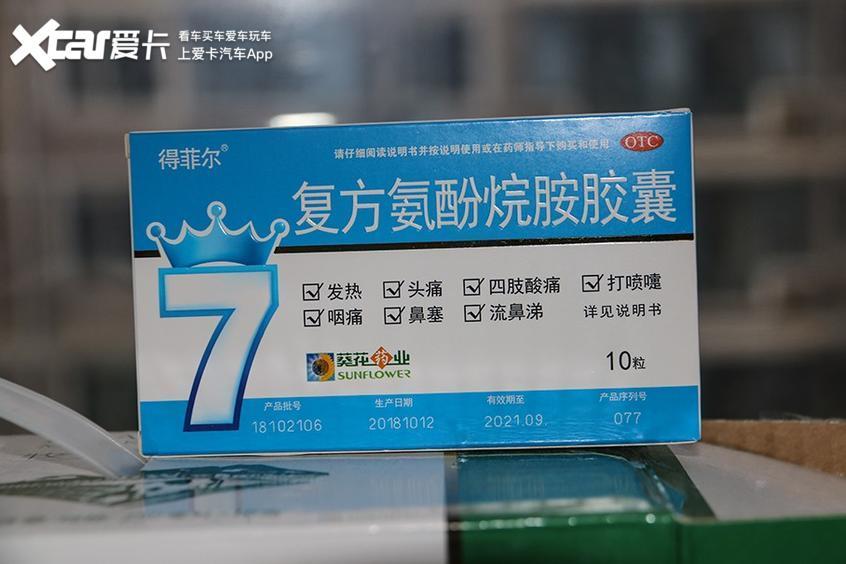 Xcar爱卡
看车买车爱车玩车
上爱卡汽车App
得菲尔®
请仔细阅读说明书并按说明使用或在药师指导下购买和使用
OTC
复方氨酚烷胺胶囊
7
发热 头痛 四肢酸痛 打喷嚏
咽痛 鼻塞 流鼻涕 详见说明书
葵花药业
SUNFLOWER
10粒
产品批号 生产日期 有效期至 产品序列号
18102106 20181012 2021.09. 077